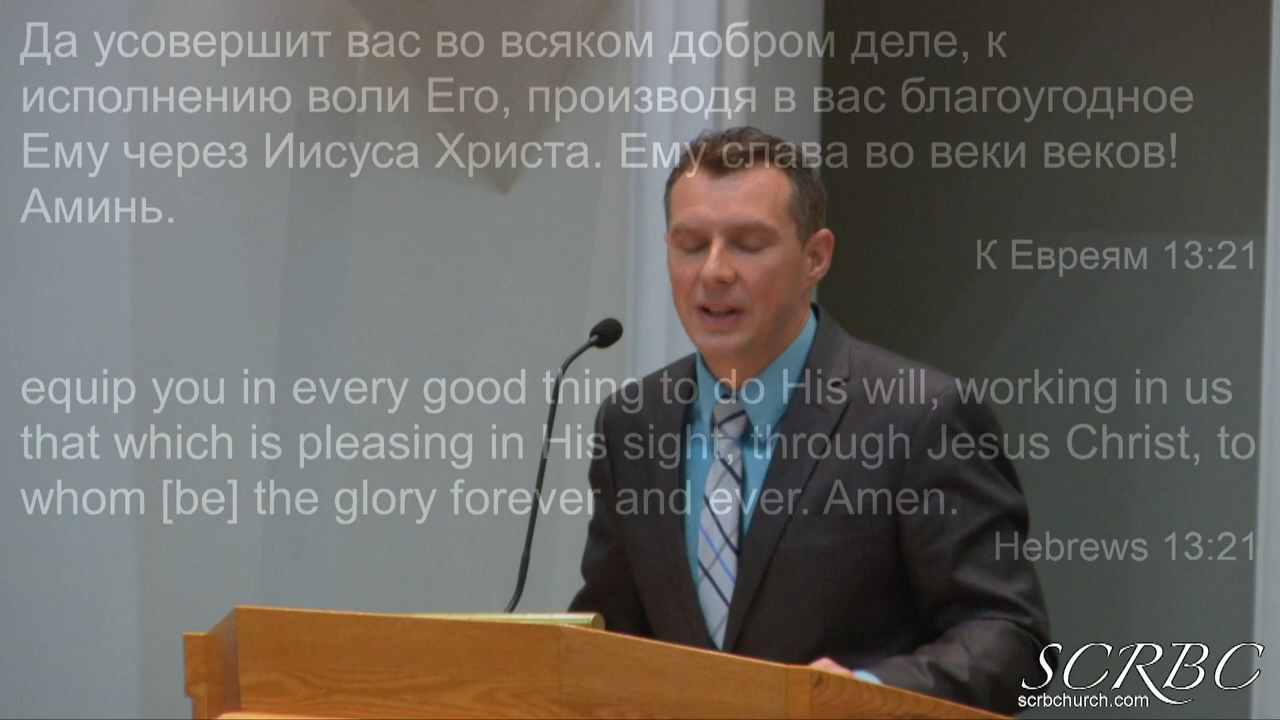 Да усовершит вас во всяком добром деле, к
исполнению воли Его, производя в вас благоугодное
Ему через Иисуса Христа. Ему слава во веки веков!
Аминь.
К Евреям 13:21
equip you in every good thing to do His will, working in us
that which is pleasing in His sight, through Jesus Christ, to
whom [be] the glory forever and ever. Amen.
Hebrews 13:21
SCRBC
scrbchurch.com